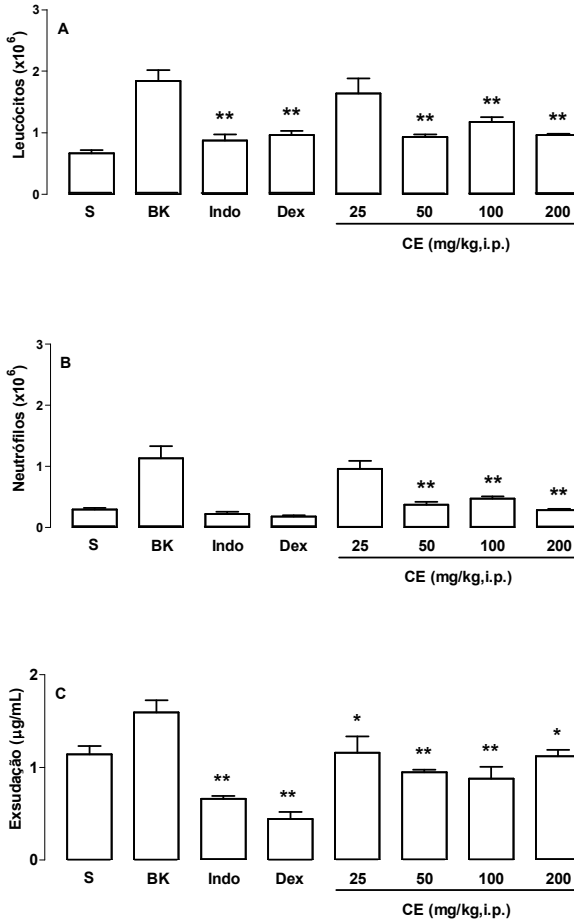 A
Leucócitos (x10⁶)
3
2
1
0
** ** ** ** **
S BK Indo Dex 25 50 100 200
CE (mg/kg,i.p.)
B
Neutrófilos (x10⁶)
3
2
1
0
** ** **
S BK Indo Dex 25 50 100 200
CE (mg/kg,i.p.)
C
Exsudação (µg/mL)
2
1
0
** ** * ** ** *
S BK Indo Dex 25 50 100 200
CE (mg/kg,i.p.)